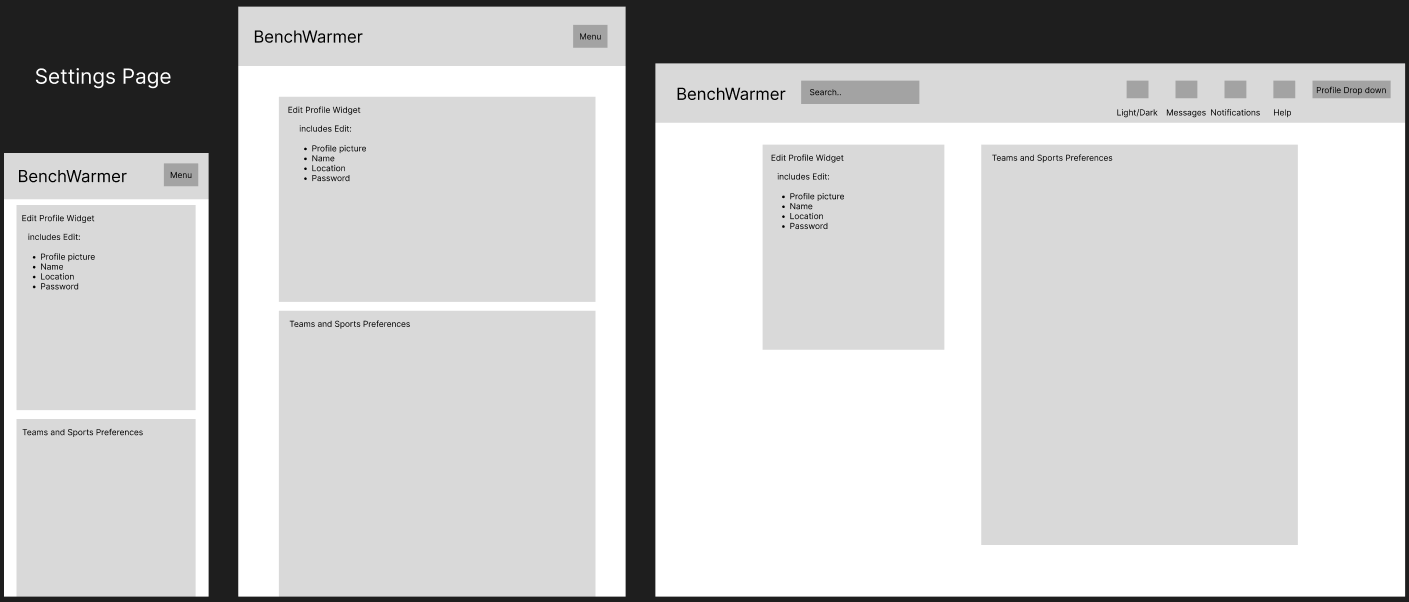 Settings Page
BenchWarmer
Menu
Edit Profile Widget
includes Edit:
• Profile picture
• Name
• Location
• Password
Teams and Sports Preferences
BenchWarmer
Menu
Edit Profile Widget
includes Edit:
• Profile picture
• Name
• Location
• Password
Teams and Sports Preferences
BenchWarmer
Search..
Light/Dark
Messages
Notifications
Help
Profile Drop down
Edit Profile Widget
includes Edit:
• Profile picture
• Name
• Location
• Password
Teams and Sports Preferences